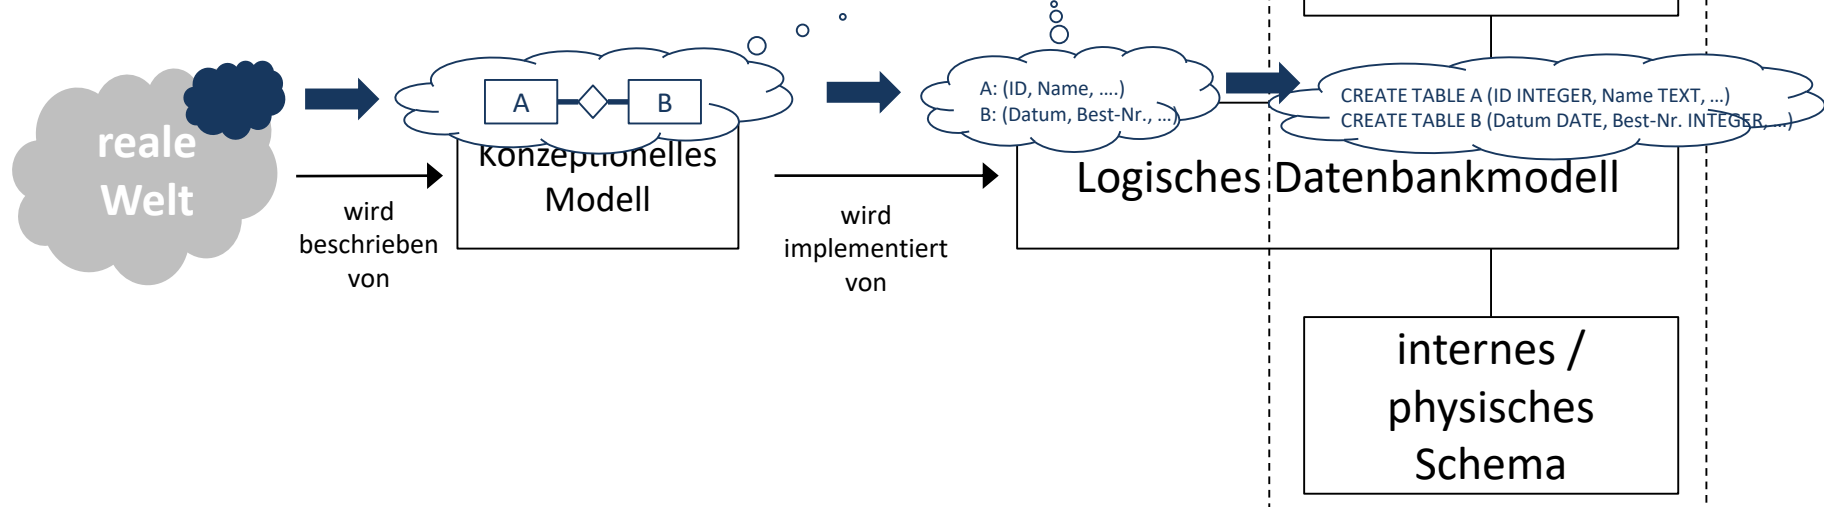 reale
Welt
wird
beschrieben
von
A
B
Konzeptionelles
Modell
wird
implementiert
von
A: (ID, Name, ....)
B: (Datum, Best-Nr., ...)
CREATE TABLE A (ID INTEGER, Name TEXT, ...)
CREATE TABLE B (Datum DATE, Best-Nr. INTEGER, ...)
Logisches Datenbankmodell
internes /
physisches
Schema